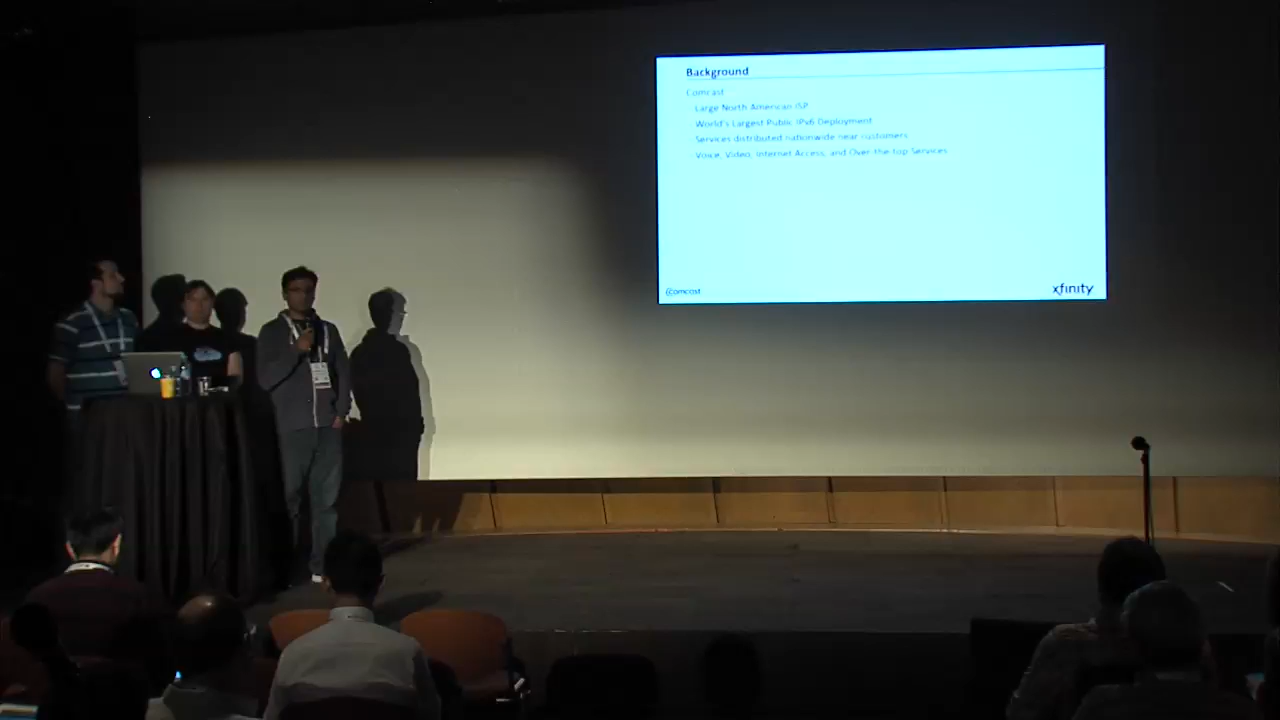 Background
Comcast
Large North American ISP
World's Largest Public IPv6 Deployment
Services distributed nationwide near customers
Voice, Video, Internet Access, and Over-the-top Services
comcast
xfinity